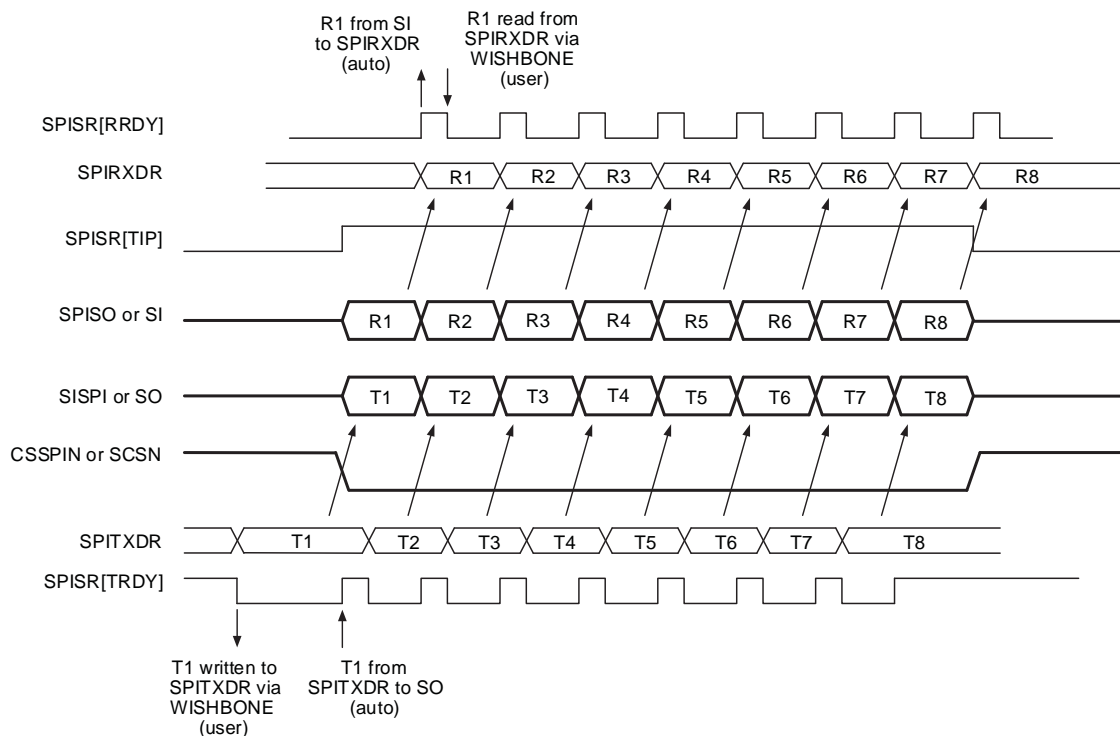 R1 from SI
to SPIRXDR
(auto)
R1 read from
SPIRXDR via
WISHBONE
(user)
SPISR[RRDY]
SPIRXDR
R1 R2 R3 R4 R5 R6 R7 R8
SPISR[TIP]
SPISO or SI
R1 R2 R3 R4 R5 R6 R7 R8
SISPI or SO
T1 T2 T3 T4 T5 T6 T7 T8
CSSPIN or SCSN
SPITXDR
T1 T2 T3 T4 T5 T6 T7 T8
SPISR[TRDY]
T1 written to
SPITXDR via
WISHBONE
(user)
T1 from
SPITXDR to SO
(auto)